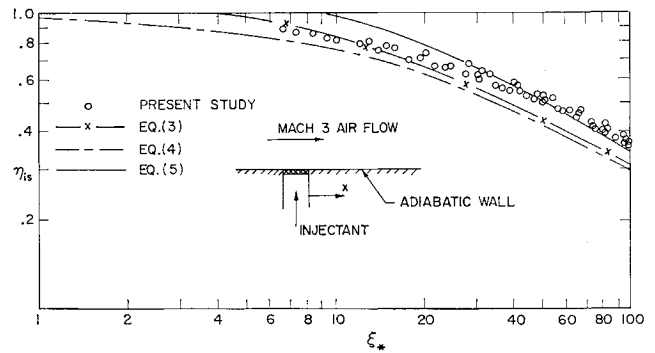 1.0
.8
.6
.4
η_is
.2
○ PRESENT STUDY
—x— EQ.(3)
— - — EQ.(4)
—— EQ.(5)
MACH 3 AIR FLOW
x
ADIABATIC WALL
INJECTANT
1 2 4 6 8 10 20 40 60 80 100
ξ*